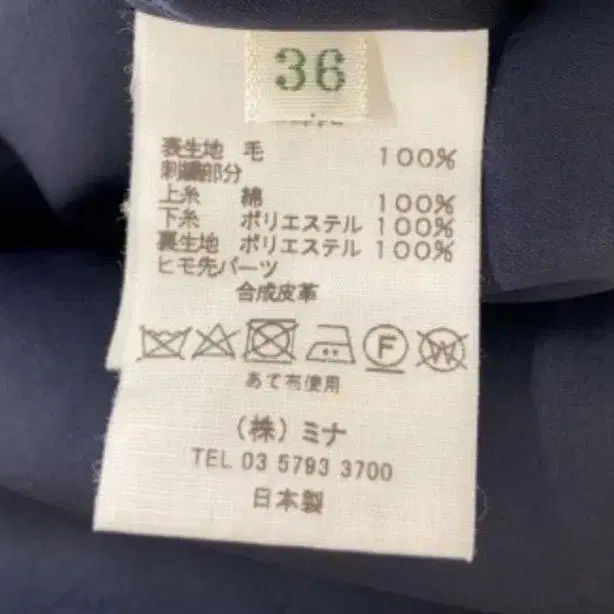 36
表生地 毛 100%
刺繍部分
上糸 綿 100%
下糸 ポリエステル 100%
裏生地 ポリエステル 100%
ヒモ先パーツ
合成皮革
F
W
あて布使用
(株)ミナ
TEL 03 5793 3700
日本製